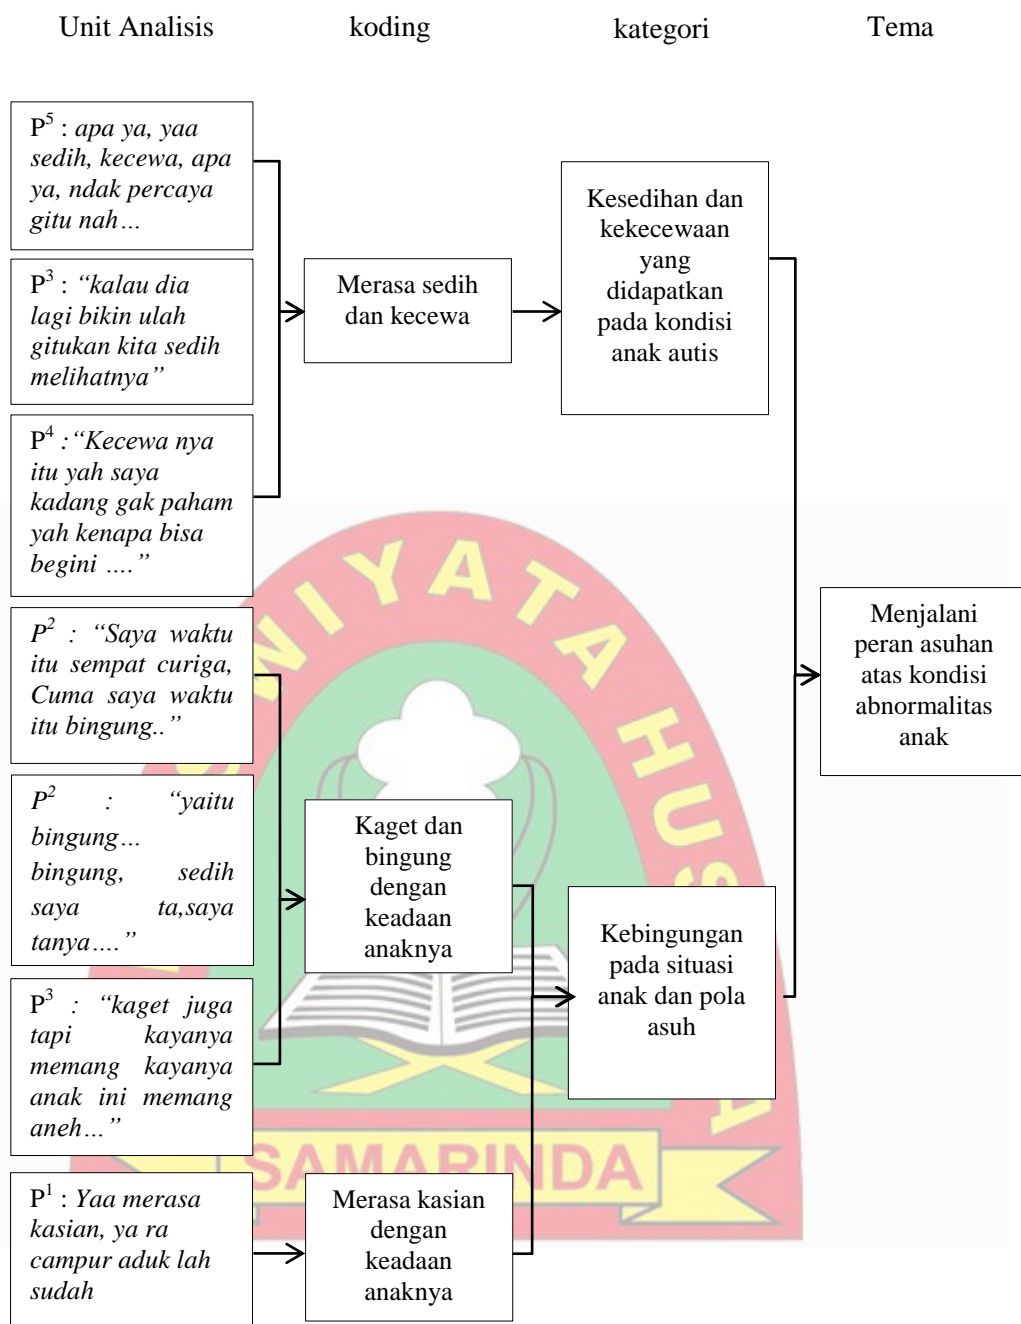 Unit Analisis
koding
kategori
Tema
P5 : apa ya, yaa
sedih, kecewa, apa
ya, ndak percaya
gitu nah…
P3 : “kalau dia
lagi bikin ulah
gitukan kita sedih
melihatnya”
P4 :“Kecewa nya
itu yah saya
kadang gak paham
yah kenapa bisa
begini ….”
P2 : “Saya waktu
itu sempat curiga,
Cuma saya waktu
itu bingung..”
P2 : “yaitu
bingung…
bingung, sedih
saya ta,saya
tanya….”
P3 : “kaget juga
tapi kayanya
memang kayanya
anak ini memang
aneh…”
P1 : Yaa merasa
kasian, ya ra
campur aduk lah
sudah
Merasa sedih
dan kecewa
Kaget dan
bingung
dengan
keadaan
anaknya
Merasa kasian
dengan
keadaan
anaknya
Kesedihan dan
kekecewaan
yang
didapatkan
pada kondisi
anak autis
Kebingungan
pada situasi
anak dan pola
asuh
Menjalani
peran asuhan
atas kondisi
abnormalitas
anak
WIYATA HUS
SAMARINDA